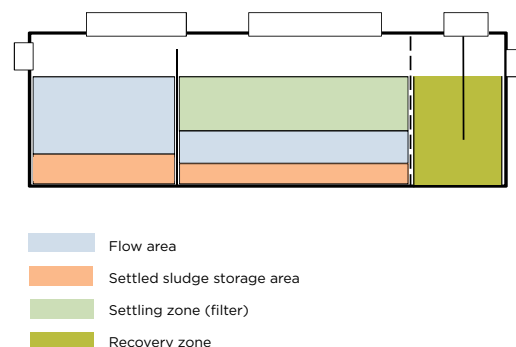 Flow area
Settled sludge storage area
Settling zone (filter)
Recovery zone